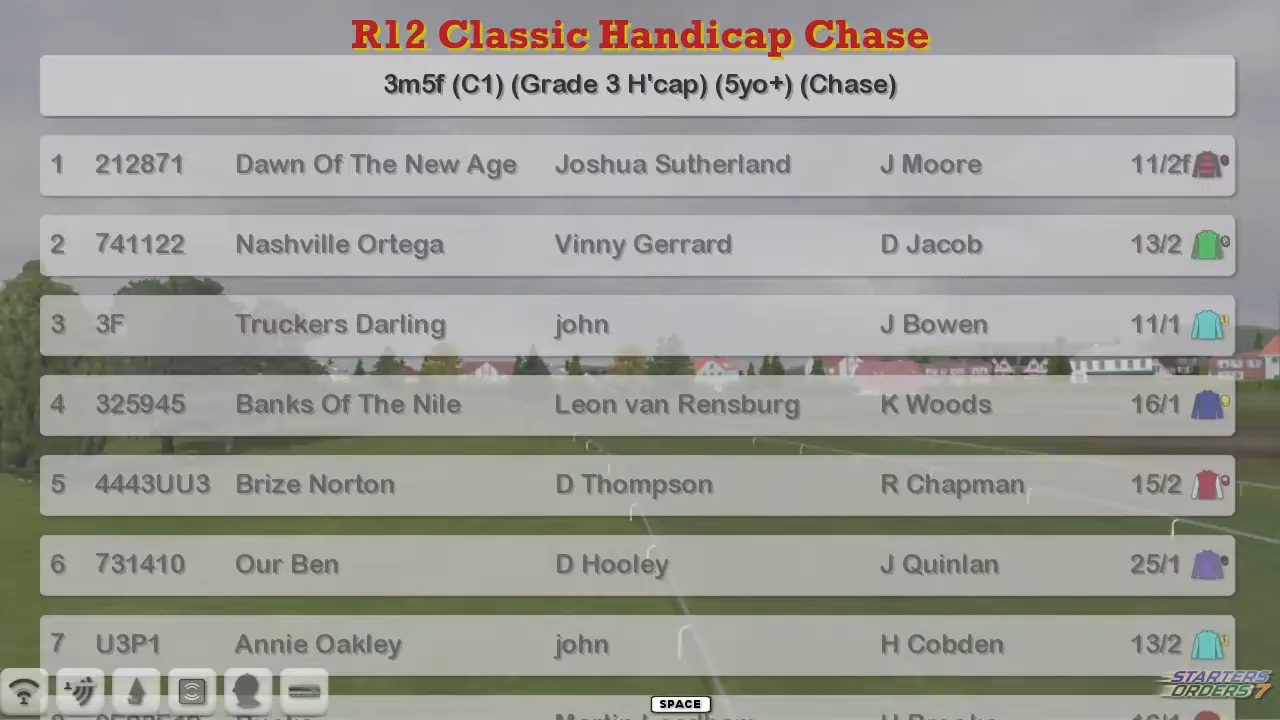 R12 Classic Handicap Chase
3m5f (C1) (Grade 3 H'cap) (5yo+) (Chase)
1 212871 Dawn Of The New Age Joshua Sutherland J Moore 11/2f
2 741122 Nashville Ortega Vinny Gerrard D Jacob 13/2
3 3F Truckers Darling john J Bowen 11/1
4 325945 Banks Of The Nile Leon van Rensburg K Woods 16/1
5 4443UU3 Brize Norton D Thompson R Chapman 15/2
6 731410 Our Ben D Hooley J Quinlan 25/1
7 U3P1 Annie Oakley john H Cobden 13/2
STARTERS
ORDERS 7
SPACE